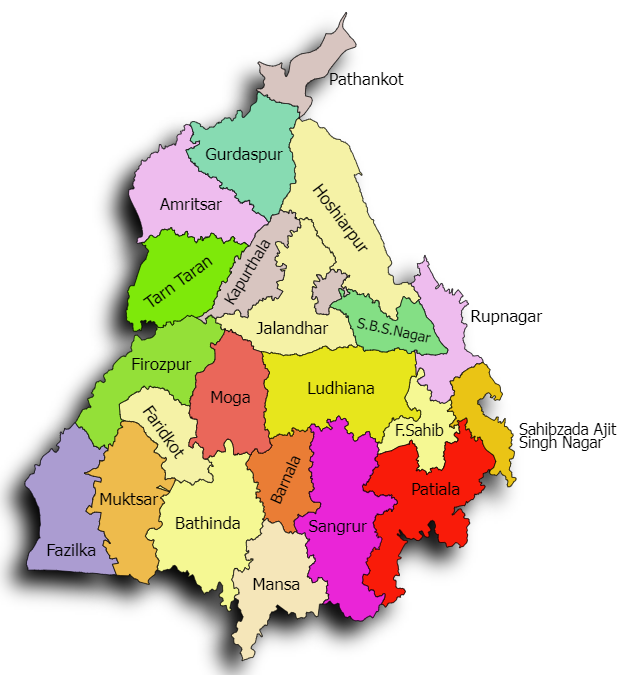 Pathankot
Gurdaspur
Amritsar
Hoshiarpur
Tarn Taran
Kapurthala
Jalandhar
S.B.S.Nagar
Rupnagar
Firozpur
Moga
Ludhiana
Faridkot
F.Sahib
Sahibzada Ajit
Singh Nagar
Muktsar
Barnala
Patiala
Bathinda
Sangrur
Fazilka
Mansa